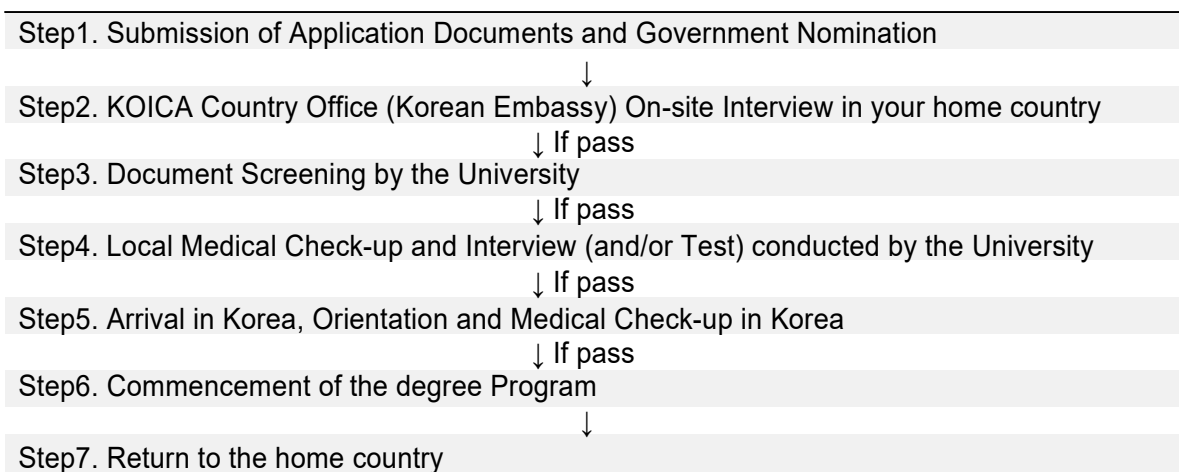 Step1. Submission of Application Documents and Government Nomination
↓
Step2. KOICA Country Office (Korean Embassy) On-site Interview in your home country
↓ If pass
Step3. Document Screening by the University
↓ If pass
Step4. Local Medical Check-up and Interview (and/or Test) conducted by the University
↓ If pass
Step5. Arrival in Korea, Orientation and Medical Check-up in Korea
↓ If pass
Step6. Commencement of the degree Program
↓
Step7. Return to the home country